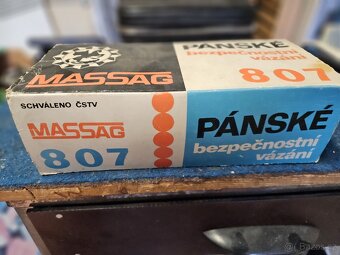 MASSAG
PÁNSKÉ
bezpečnostní
vázání
807
SCHVÁLENO ČSTV
MASSAG
807
PÁNSKÉ
bezpečnostní
vázání